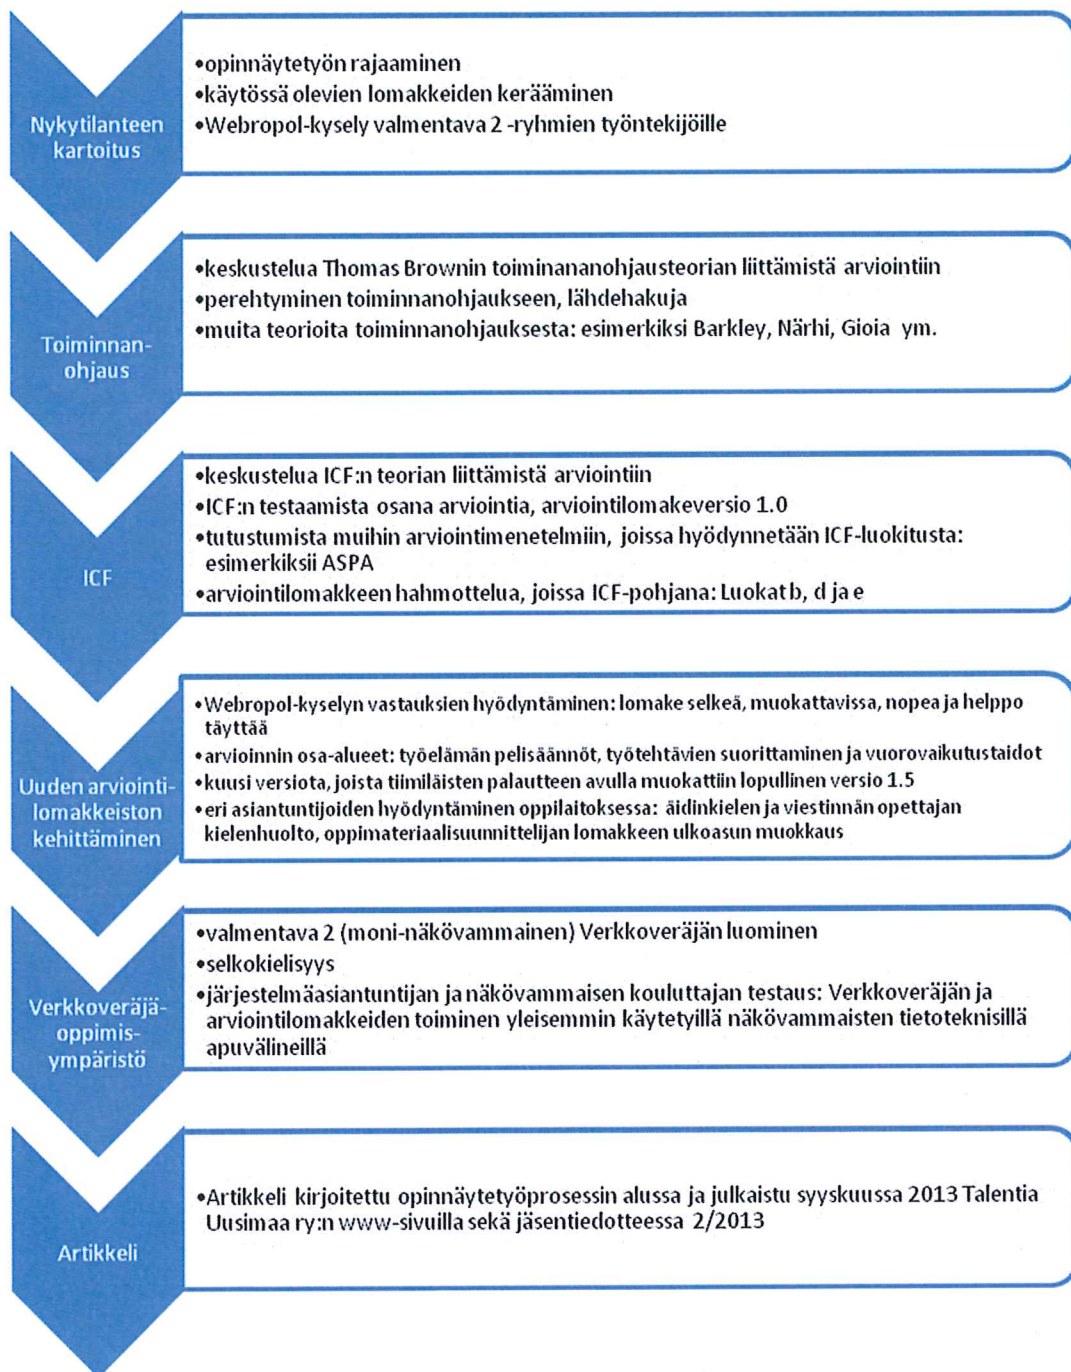 Nykytilanteen
kartoitus
•opinnäytetyön rajaaminen
•käytössä olevien lomakkeiden kerääminen
•Webropol-kysely valmentava 2 -ryhmien työntekijöille
Toiminnan-
ohjaus
•keskustelua Thomas Brownin toiminananohjausteorian liittämistä arviointiin
•perehtyminen toiminnanohjaukseen, lähdehakuja
•muita teorioita toiminnanohjauksesta: esimerkiksi Barkley, Närhi, Gioia ym.
ICF
•keskustelua ICF:n teorian liittämistä arviointiin
•ICF:n testaamista osana arviointia, arviointilomakeversio 1.0
•tutustumista muihin arviointimenetelmiin, joissa hyödynnetään ICF-luokitusta:
esimerkiksii ASPA
•arviointilomakkeen hahmottelua, joissa ICF-pohjana: Luokat b, d ja e
Uuden arviointi-
lomakkeiston
kehittäminen
•Webropol-kyselyn vastauksien hyödyntäminen: lomake selkeä, muokattavissa, nopea ja helppo
täyttää
•arvioinnin osa-alueet: työelämän pelisäännöt, työtehtävien suorittaminen ja vuorovaikutustaidot
•kuusi versiota, joista tiimiläisten palautteen avulla muokattiin lopullinen versio 1.5
•eri asiantuntijoiden hyödyntäminen oppilaitoksessa: äidinkielen ja viestinnän opettajan
kielenhuolto, oppimateriaalisuunnittelijan lomakkeen ulkoasun muokkaus
Verkkoveräjä-
oppimis-
ympäristö
•valmentava 2 (moni-näkövammainen) Verkkoveräjän luominen
•selkokielisyys
•järjestelmäasiantuntijan ja näkövammaisen kouluttajan testaus: Verkkoveräjän ja
arviointilomakkeiden toiminen yleisemmin käytetyillä näkövammaisten tietoteknisillä
apuvälineillä
Artikkeli
•Artikkeli kirjoitettu opinnäytetyöprosessin alussa ja julkaistu syyskuussa 2013 Talentia
Uusimaa ry:n www-sivuilla sekä jäsentiedotteessa 2/2013